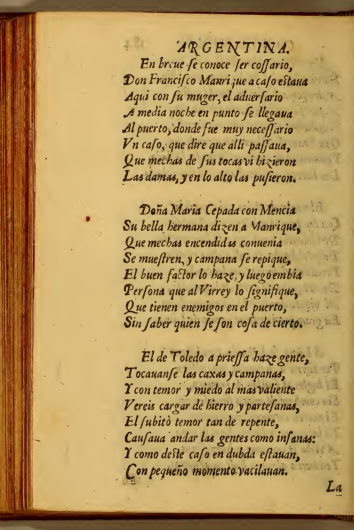 ARGENTINA.
En breue ſe conoce ſer coſſario,
Don Franciſco Manri;ue a caſo eſtaua
Aqui con ſu muger, el aduerſario
A media noche en punto ſe llegaua
Al puerto, donde fue muy neceſſario
Vn caſo, que dire que alli paſſaua,
Que mechas de ſus tocas vi hizieron
Las damas, y en lo alto las puſieron.
Doña Maria Cepada con Mencia
Su bella hermana dizen a Manrique,
Que mechas encendidas conuenia
Se mueſtren, y campana ſe repique,
El buen factor lo haze, y luego embia
Perſona que al Virrey lo ſignifique,
Que tienen enemigos en el puerto,
Sin ſaber quien ſe ſon coſa de cierto.
El de Toledo a prieſſa haze gente,
Tocauanſe las caxas y campanas,
Y con temor y miedo al mas valiente
Vereis cargar de hierro y parteſanas,
El ſubitò temor tan de repente,
Cauſaua andar las gentes como inſanas:
Y como deſte caſo en dubda eſtauan,
Con pequeño momento vacilauan.
La